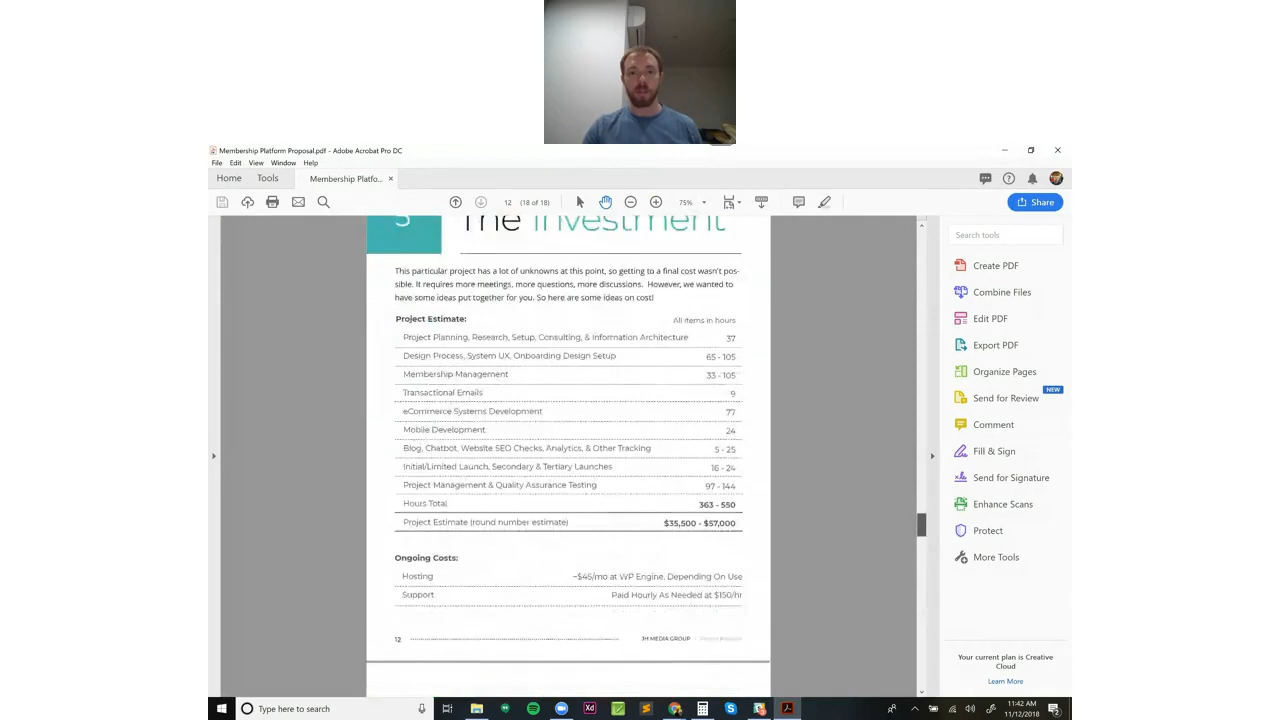 Membership Platform Proposal.pdf - Adobe Acrobat Pro DC
File Edit View Window Help
Home Tools Membership Platfo... ×
12 (18 of 18) 75% Share
5 The Investment
This particular project has a lot of unknowns at this point, so getting to a final cost wasn't pos-
sible. It requires more meetings, more questions, more discussions. However, we wanted to
have some ideas put together for you. So here are some ideas on cost!
Project Estimate: All items in hours
Project Planning, Research, Setup, Consulting, & Information Architecture 37
Design Process, System UX, Onboarding Design Setup 65 - 105
Membership Management 33 - 105
Transactional Emails 9
eCommerce Systems Development 77
Mobile Development 24
Blog, Chatbot, Website SEO Checks, Analytics, & Other Tracking 5 - 25
Initial/Limited Launch, Secondary & Tertiary Launches 16 - 24
Project Management & Quality Assurance Testing 97 - 144
Hours Total 363 - 550
Project Estimate (round number estimate) $35,500 - $57,000
Ongoing Costs:
Hosting ~$45/mo at WP Engine, Depending On Use
Support Paid Hourly As Needed at $150/hr
12 JH MEDIA GROUP
Search tools
Create PDF
Combine Files
Edit PDF
Export PDF
Organize Pages
NEW
Send for Review
Comment
Fill & Sign
Send for Signature
Enhance Scans
Protect
More Tools
Your current plan is Creative
Cloud
Learn More
Type here to search
Xd
11:42 AM
11/12/2018
2